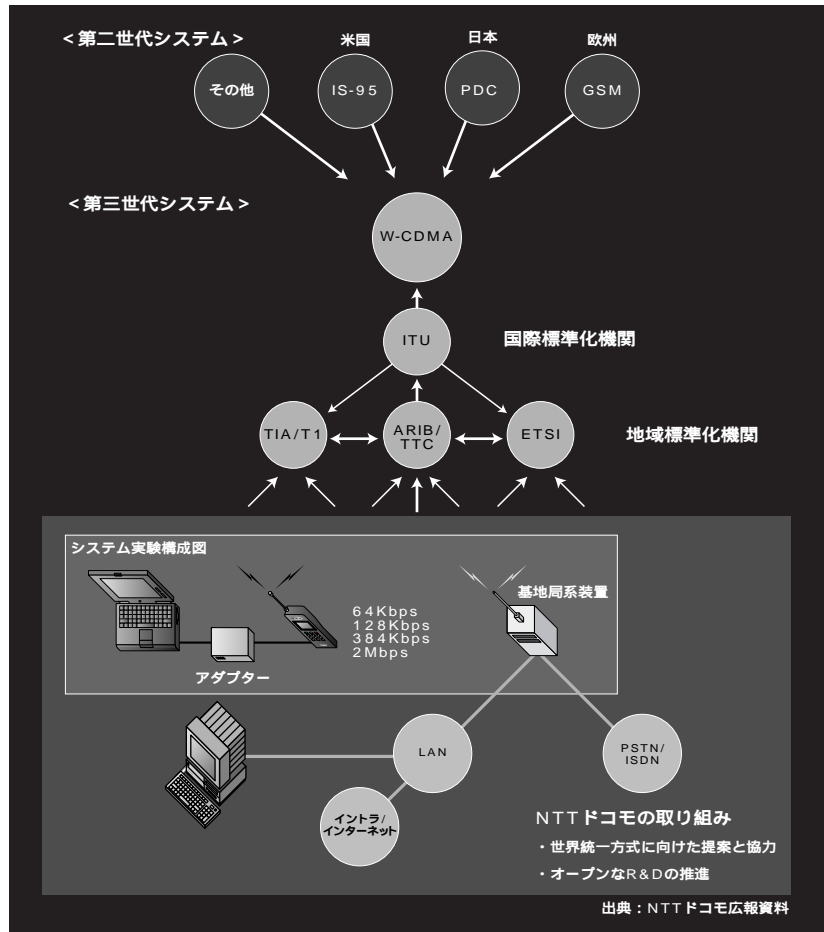 <第二世代システム>
米国
日本
欧州
その他
IS-95
PDC
GSM
<第三世代システム>
W-CDMA
ITU
国際標準化機関
TIA/T1
ARIB/
TTC
ETSI
地域標準化機関
システム実験構成図
基地局系装置
64Kbps
128Kbps
384Kbps
2Mbps
アダプター
LAN
PSTN/
ISDN
イントラ/
インターネット
NTTドコモの取り組み
・世界統一方式に向けた提案と協力
・オープンなR&Dの推進
出典:NTTドコモ広報資料